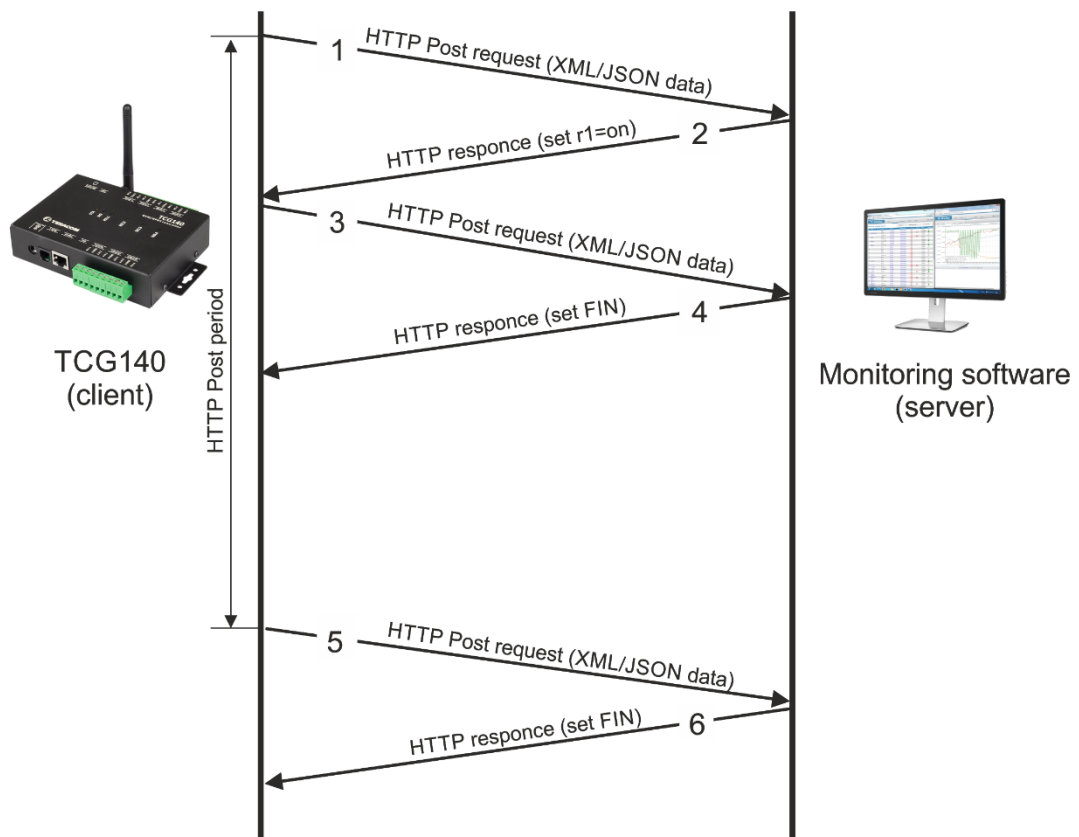 1
HTTP Post request (XML/JSON data)
2
HTTP responce (set r1=on)
3
HTTP Post request (XML/JSON data)
4
HTTP responce (set FIN)
TCG140
TCG140
(client)
HTTP Post period
Monitoring software
(server)
5
HTTP Post request (XML/JSON data)
6
HTTP responce (set FIN)